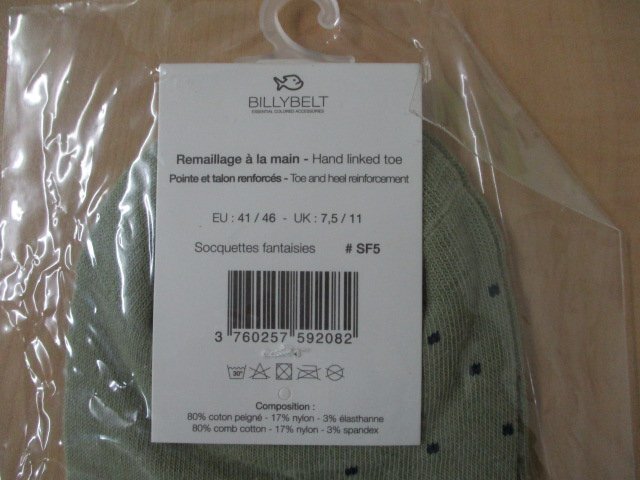 BILLYBELT
ESSENTIAL COLORED ACCESSORIES
Remaillage à la main - Hand linked toe
Pointe et talon renforcés - Toe and heel reinforcement
EU : 41 / 46 - UK : 7,5 / 11
Socquettes fantaisies # SF5
3 760257 592082
30°
Composition :
80% coton peigné - 17% nylon - 3% élasthanne
80% comb cotton - 17% nylon - 3% spandex